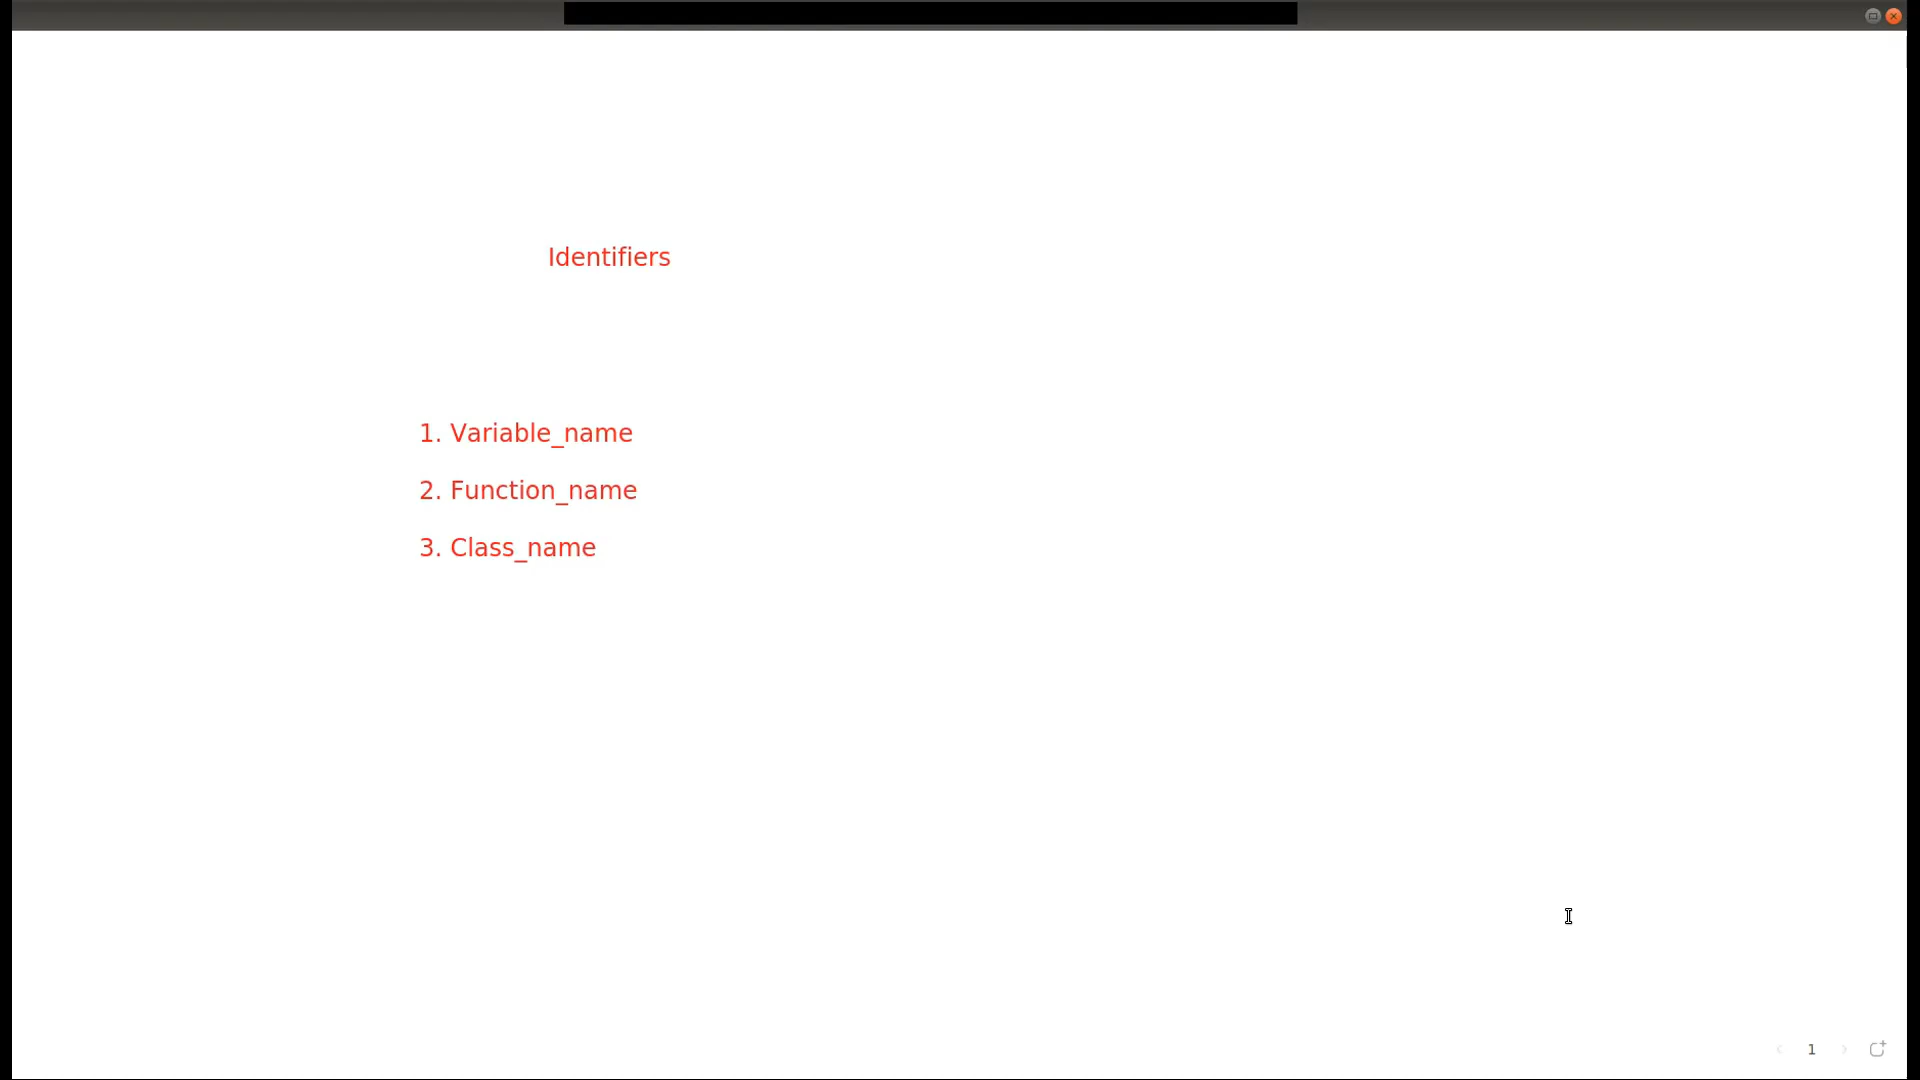 Identifiers
1. Variable_name
2. Function_name
3. Class_name
1